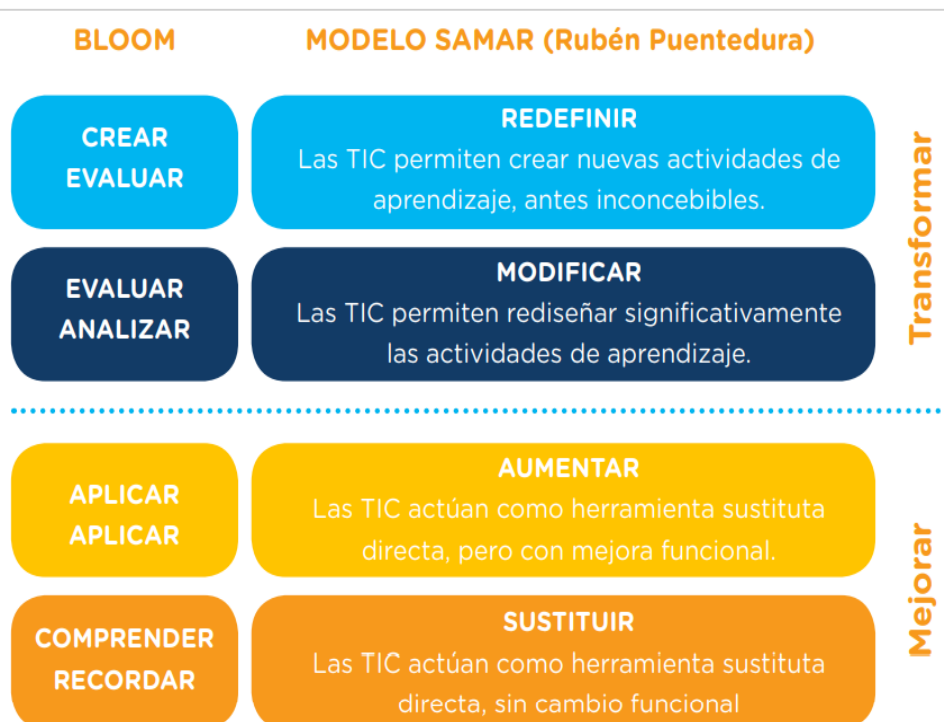 BLOOM
MODELO SAMAR (Rubén Puentedura)
CREAR
EVALUAR
REDEFINIR
Las TIC permiten crear nuevas actividades de
aprendizaje, antes inconcebibles.
EVALUAR
ANALIZAR
MODIFICAR
Las TIC permiten rediseñar significativamente
las actividades de aprendizaje.
Transformar
APLICAR
APLICAR
AUMENTAR
Las TIC actúan como herramienta sustituta
directa, pero con mejora funcional.
COMPRENDER
RECORDAR
SUSTITUIR
Las TIC actúan como herramienta sustituta
directa, sin cambio funcional
Mejorar